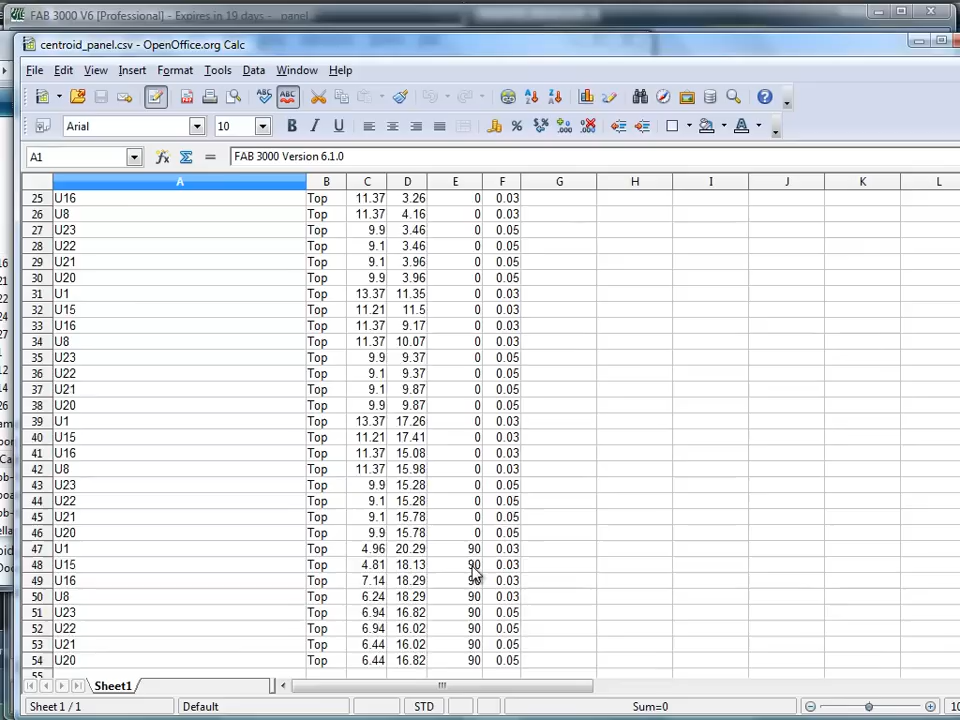 FAB 3000 V6 [Professional] - Expires in 19 days - panel
centroid_panel.csv - OpenOffice.org Calc
File Edit View Insert Format Tools Data Window Help
Arial 10
A1 FAB 3000 Version 6.1.0
A B C D E F G H I J K L
25 U16 Top 11.37 3.26 0 0.03
26 U8 Top 11.37 4.16 0 0.03
27 U23 Top 9.9 3.46 0 0.05
28 U22 Top 9.1 3.46 0 0.05
29 U21 Top 9.1 3.96 0 0.05
30 U20 Top 9.9 3.96 0 0.05
31 U1 Top 13.37 11.35 0 0.03
32 U15 Top 11.21 11.5 0 0.03
33 U16 Top 11.37 9.17 0 0.03
34 U8 Top 11.37 10.07 0 0.03
35 U23 Top 9.9 9.37 0 0.05
36 U22 Top 9.1 9.37 0 0.05
37 U21 Top 9.1 9.87 0 0.05
38 U20 Top 9.9 9.87 0 0.05
39 U1 Top 13.37 17.26 0 0.03
40 U15 Top 11.21 17.41 0 0.03
41 U16 Top 11.37 15.08 0 0.03
42 U8 Top 11.37 15.98 0 0.03
43 U23 Top 9.9 15.28 0 0.05
44 U22 Top 9.1 15.28 0 0.05
45 U21 Top 9.1 15.78 0 0.05
46 U20 Top 9.9 15.78 0 0.05
47 U1 Top 4.96 20.29 90 0.03
48 U15 Top 4.81 18.13 90 0.03
49 U16 Top 7.14 18.29 90 0.03
50 U8 Top 6.24 18.29 90 0.03
51 U23 Top 6.94 16.82 90 0.05
52 U22 Top 6.94 16.02 90 0.05
53 U21 Top 6.44 16.02 90 0.05
54 U20 Top 6.44 16.82 90 0.05
55
Sheet1
Sheet 1 / 1 Default STD Sum=0